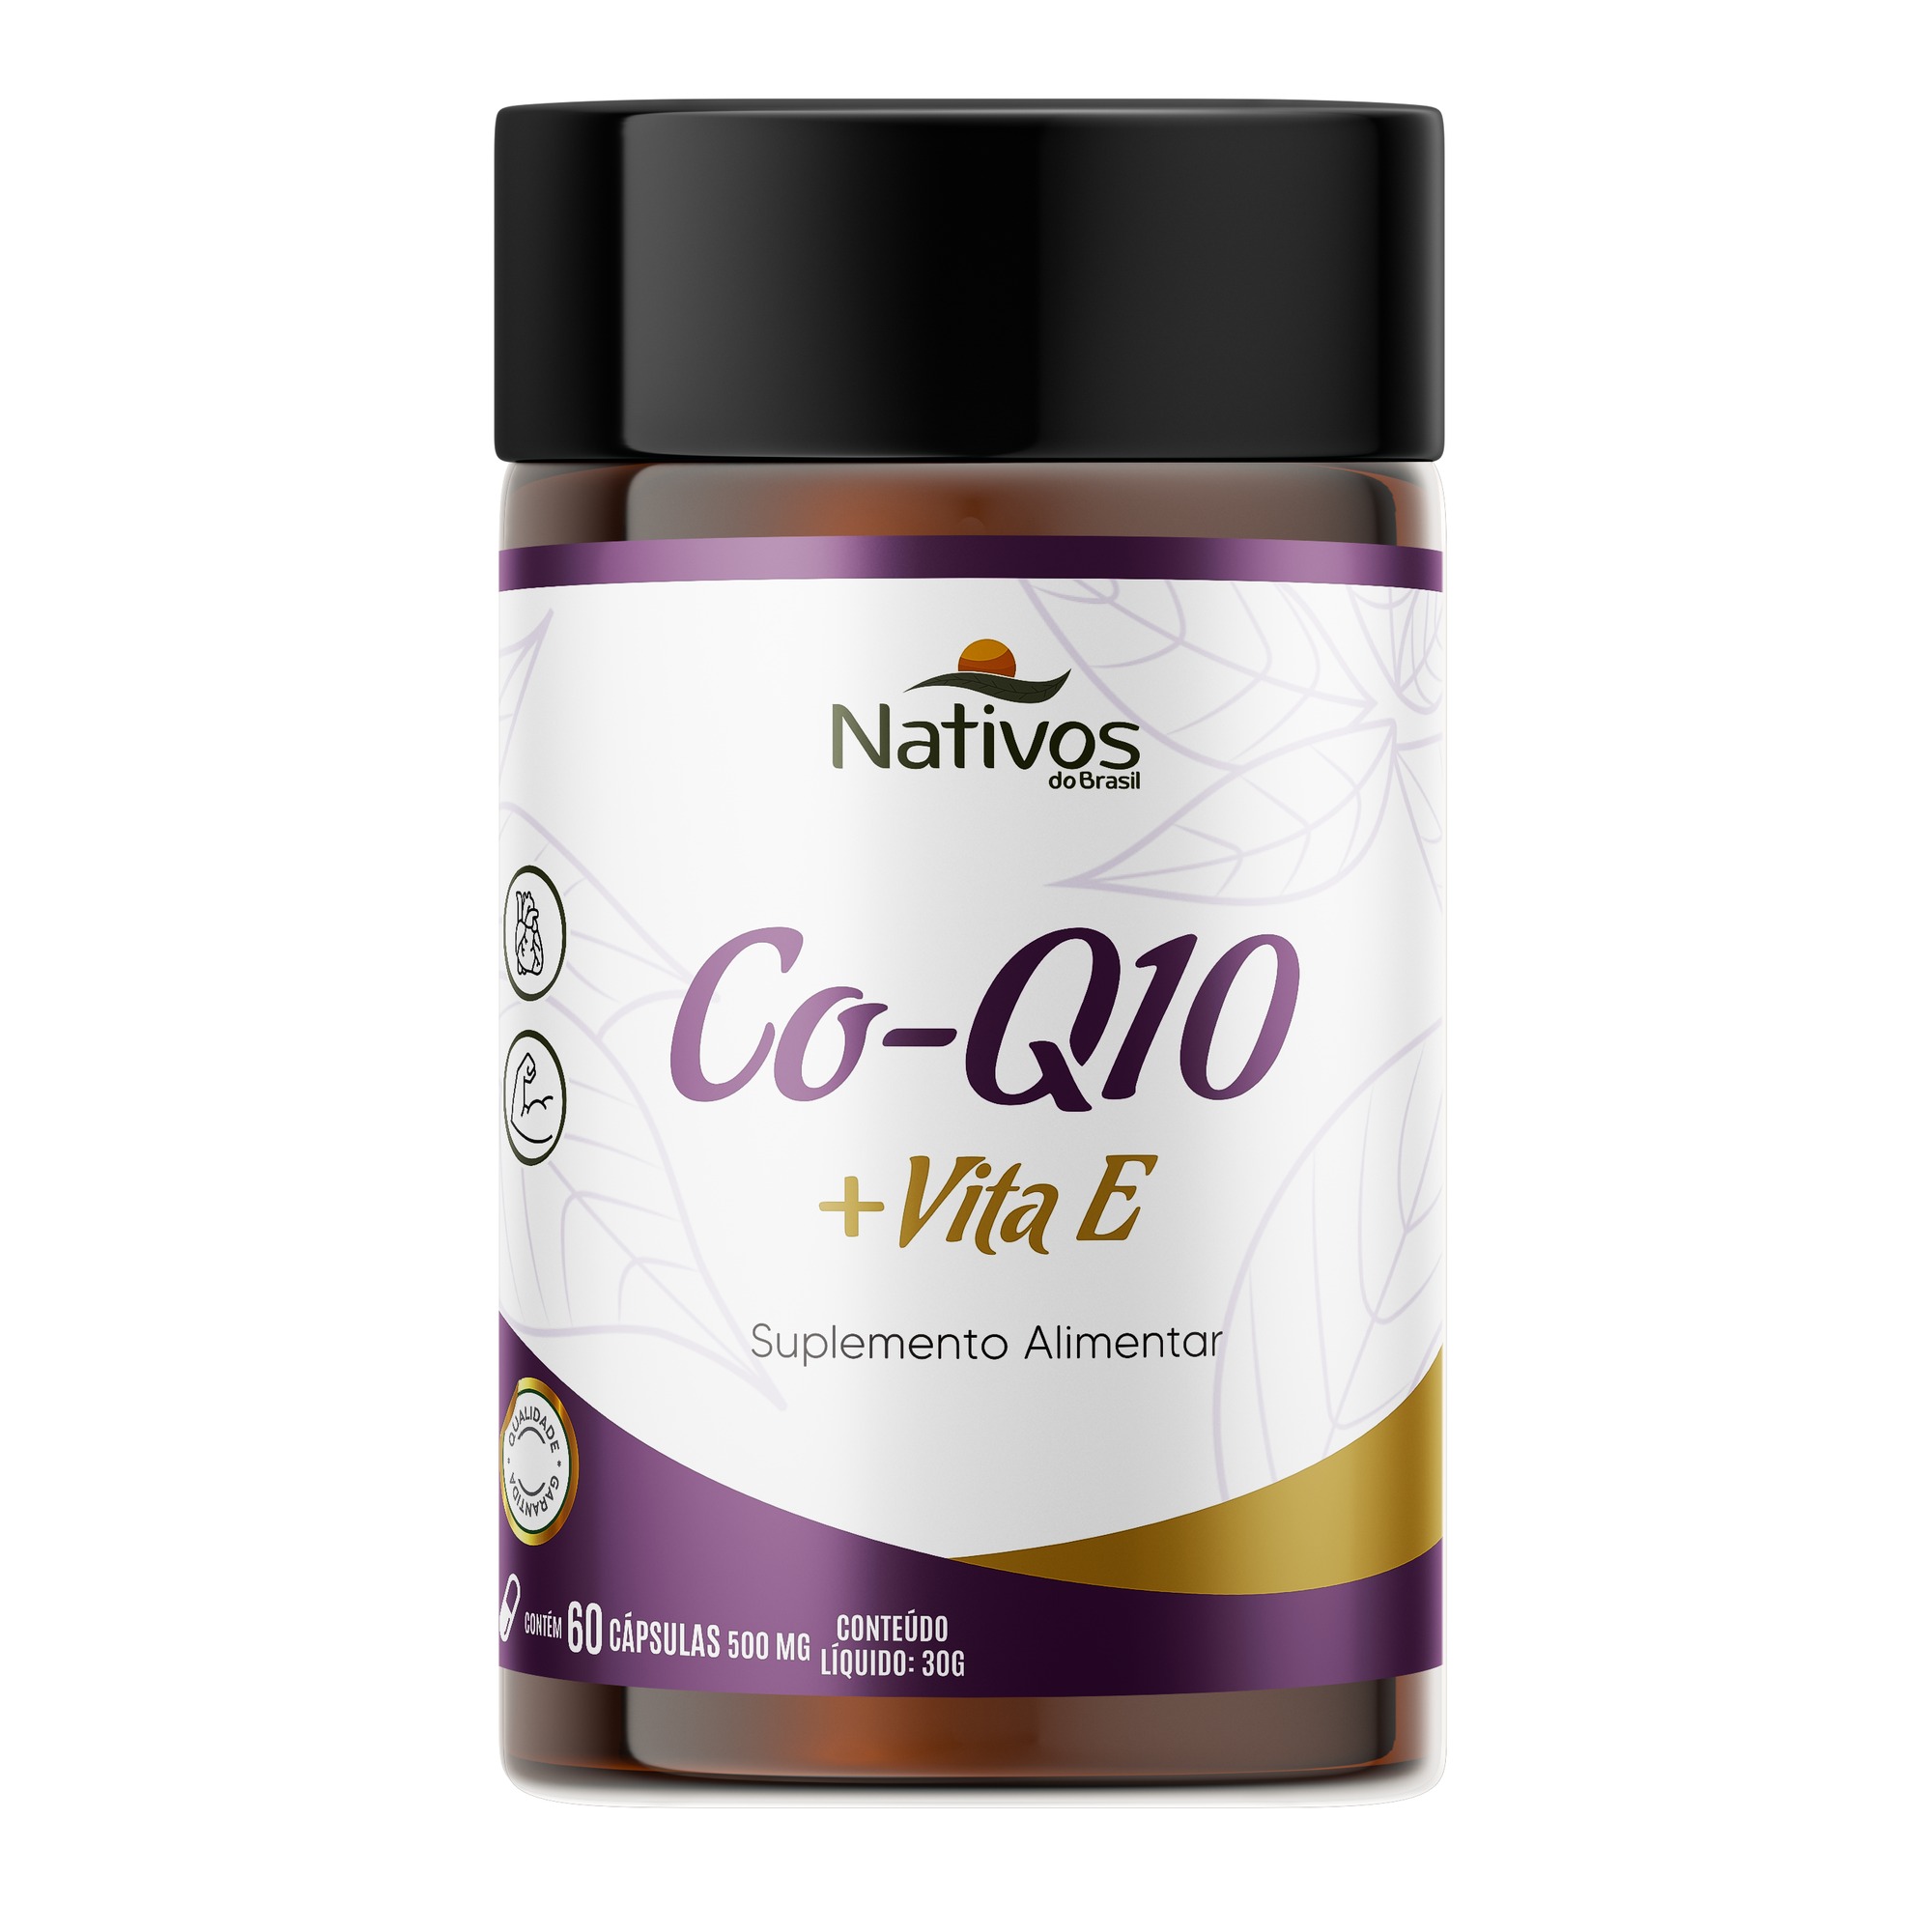 Nativos
do Brasil
Co-Q10
+Vita E
Suplemento Alimentar
QUALIDADE • GARANTIDA •
CONTÉM 60 CÁPSULAS 500 MG
CONTEÚDO
LÍQUIDO: 30G